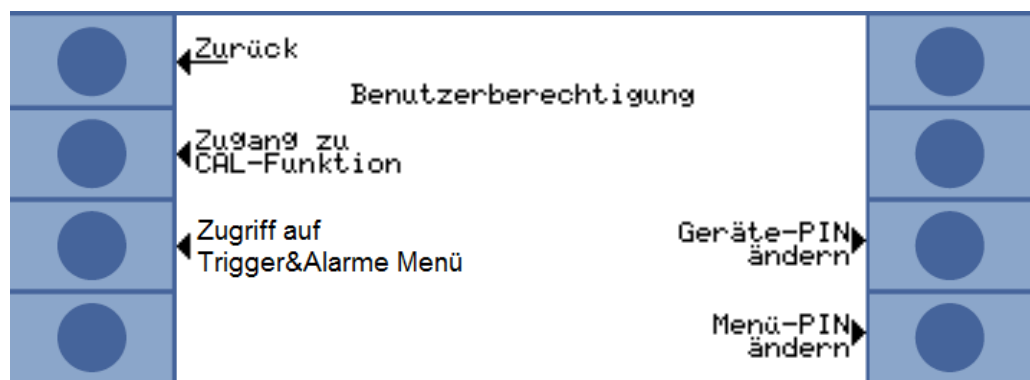 Zurück
Benutzerberechtigung
Zugang zu
CAL-Funktion
Zugriff auf
Trigger&Alarme Menü
Geräte-PIN
ändern
Menü-PIN
ändern